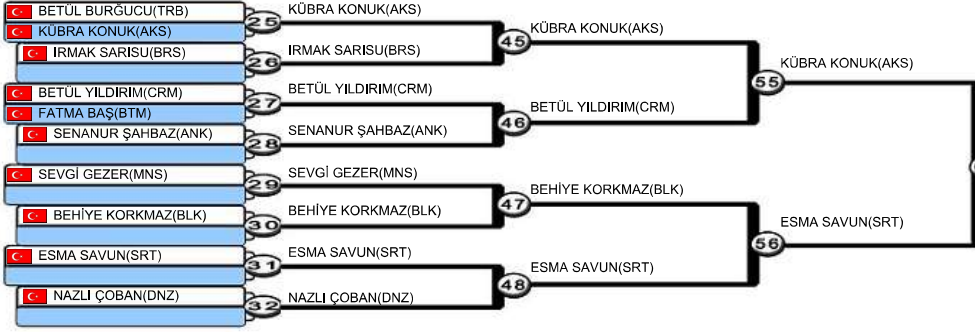 BETÜL BURĞUCU(TRB)
KÜBRA KONUK(AKS)
25
KÜBRA KONUK(AKS)
IRMAK SARISU(BRS)
26
IRMAK SARISU(BRS)
45
KÜBRA KONUK(AKS)
BETÜL YILDIRIM(CRM)
FATMA BAŞ(BTM)
27
BETÜL YILDIRIM(CRM)
SENANUR ŞAHBAZ(ANK)
28
SENANUR ŞAHBAZ(ANK)
46
BETÜL YILDIRIM(CRM)
55
KÜBRA KONUK(AKS)
SEVGİ GEZER(MNS)
29
SEVGİ GEZER(MNS)
BEHİYE KORKMAZ(BLK)
30
BEHİYE KORKMAZ(BLK)
47
BEHİYE KORKMAZ(BLK)
ESMA SAVUN(SRT)
31
ESMA SAVUN(SRT)
NAZLI ÇOBAN(DNZ)
32
NAZLI ÇOBAN(DNZ)
48
ESMA SAVUN(SRT)
56
ESMA SAVUN(SRT)